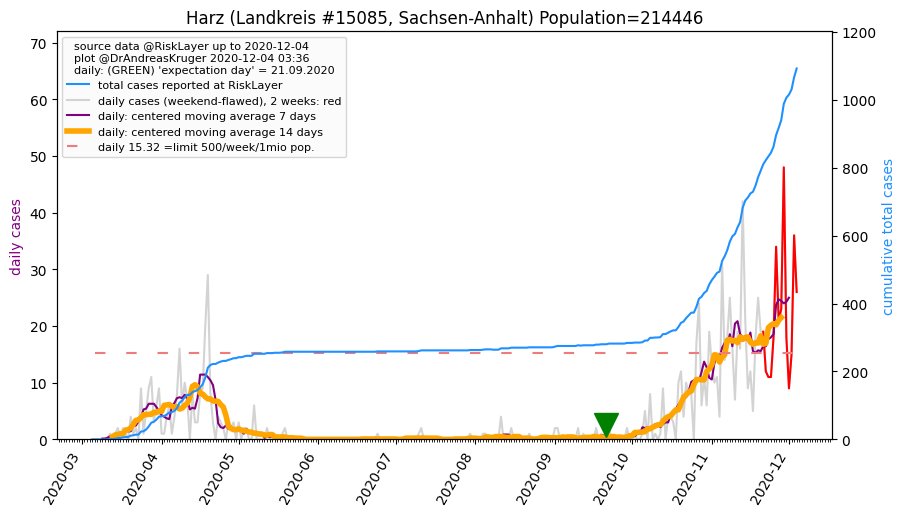 Harz (Landkreis #15085, Sachsen-Anhalt) Population=214446
source data @RiskLayer up to 2020-12-04
plot @DrAndreasKruger 2020-12-04 03:36
daily: (GREEN) 'expectation day' = 21.09.2020
total cases reported at RiskLayer
daily cases (weekend-flawed), 2 weeks: red
daily: centered moving average 7 days
daily: centered moving average 14 days
daily 15.32 =limit 500/week/1mio pop.
daily cases
70
60
50
40
30
20
10
0
cumulative total cases
1200
1000
800
600
400
200
0
2020-03
2020-04
2020-05
2020-06
2020-07
2020-08
2020-09
2020-10
2020-11
2020-12